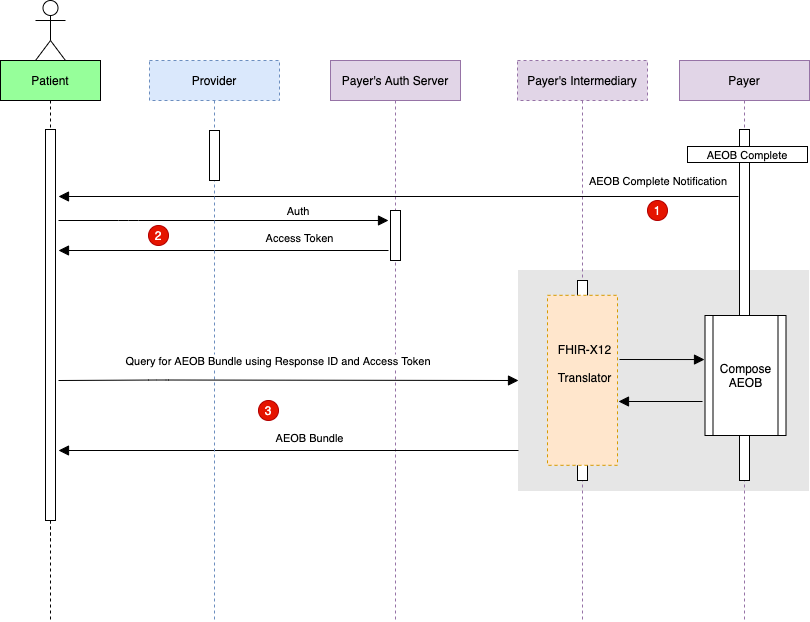 Patient
Provider
Payer's Auth Server
Payer's Intermediary
Payer
AEOB Complete
AEOB Complete Notification
1
Auth
2
Access Token
FHIR-X12
Translator
Compose
AEOB
Query for AEOB Bundle using Response ID and Access Token
3
AEOB Bundle